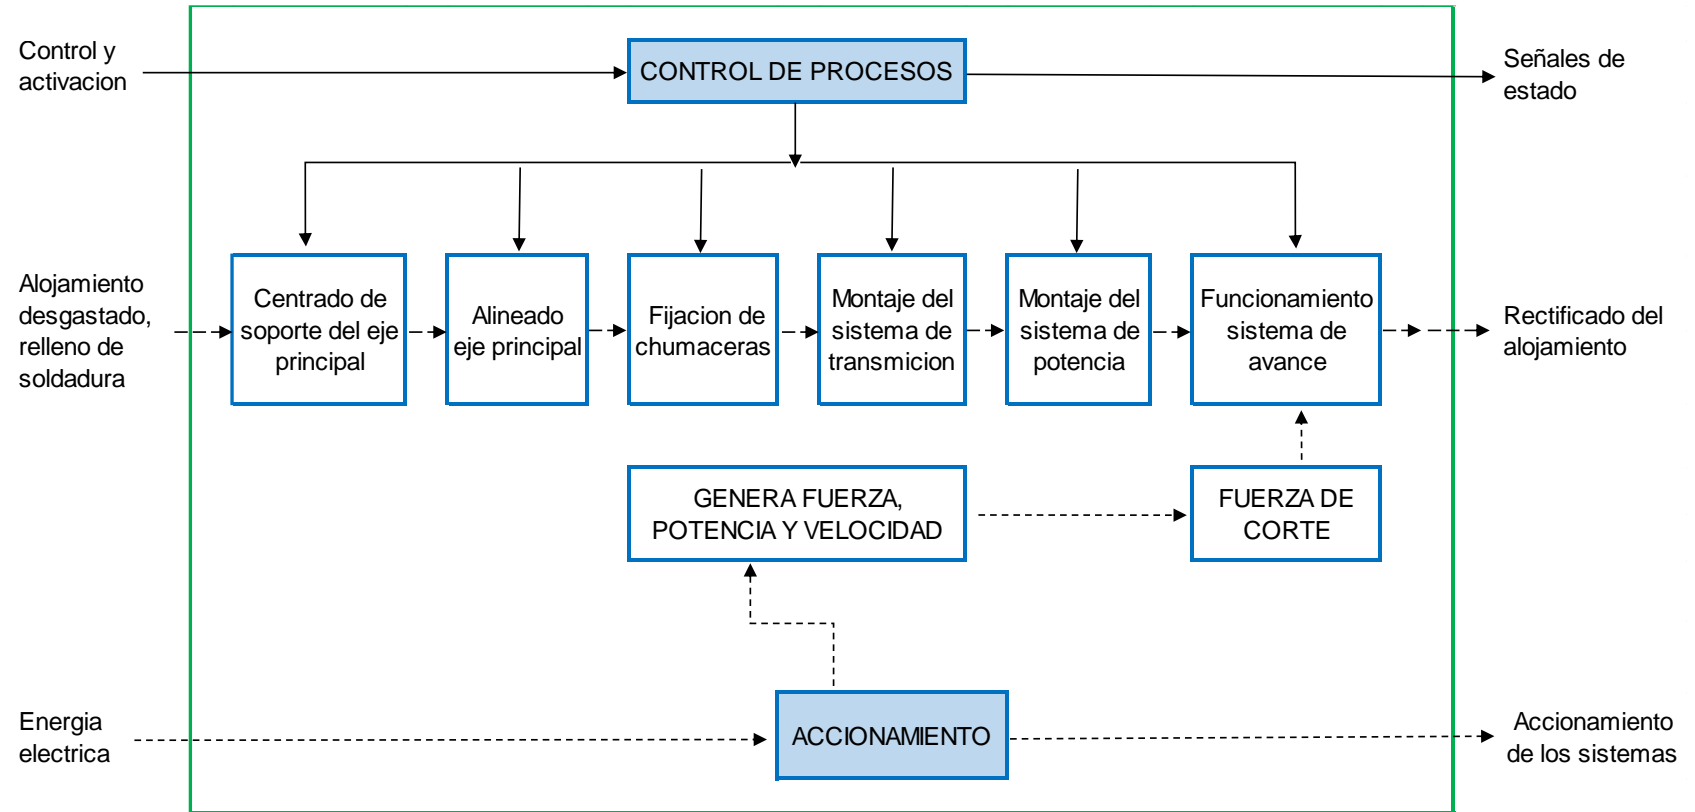 Control y
activacion
CONTROL DE PROCESOS
Señales de
estado
Alojamiento
desgastado,
relleno de
soldadura
Centrado de
soporte del eje
principal
Alineado
eje principal
Fijacion de
chumaceras
Montaje del
sistema de
transmicion
Montaje del
sistema de
potencia
Funcionamiento
sistema de
avance
Rectificado del
alojamiento
GENERA FUERZA,
POTENCIA Y VELOCIDAD
FUERZA DE
CORTE
Energia
electrica
ACCIONAMIENTO
Accionamiento
de los sistemas